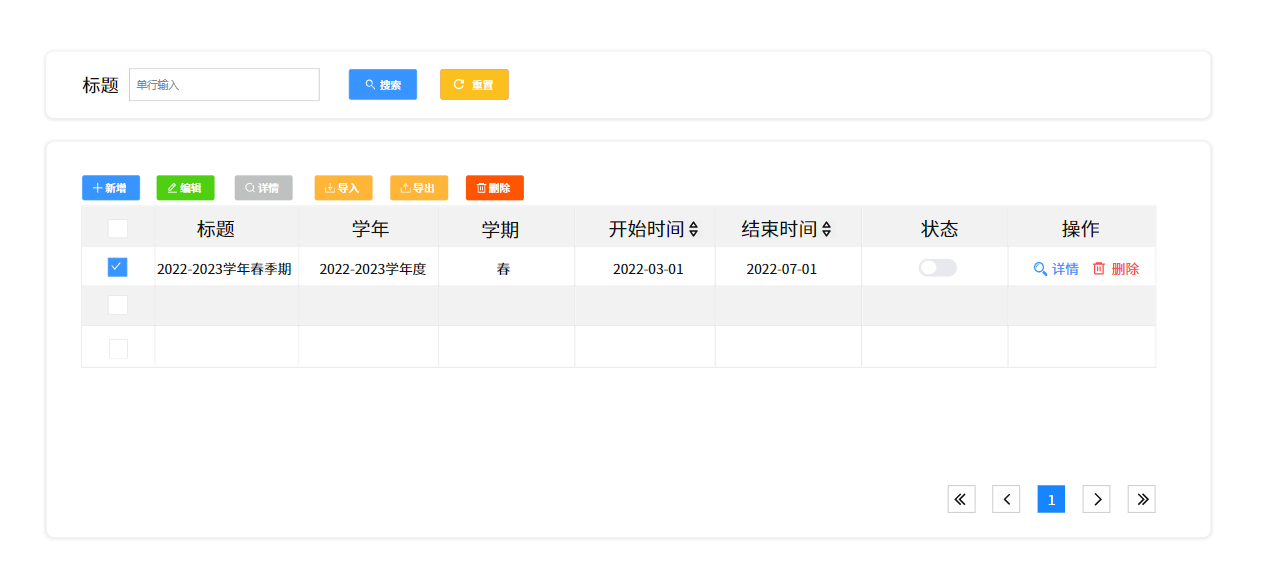 标题 单行输入 搜索 重置
新增 编辑 详情 导入 导出 删除
标题 学年 学期 开始时间 结束时间 状态 操作
2022-2023学年春季期 2022-2023学年度 春 2022-03-01 2022-07-01 详情 删除
1